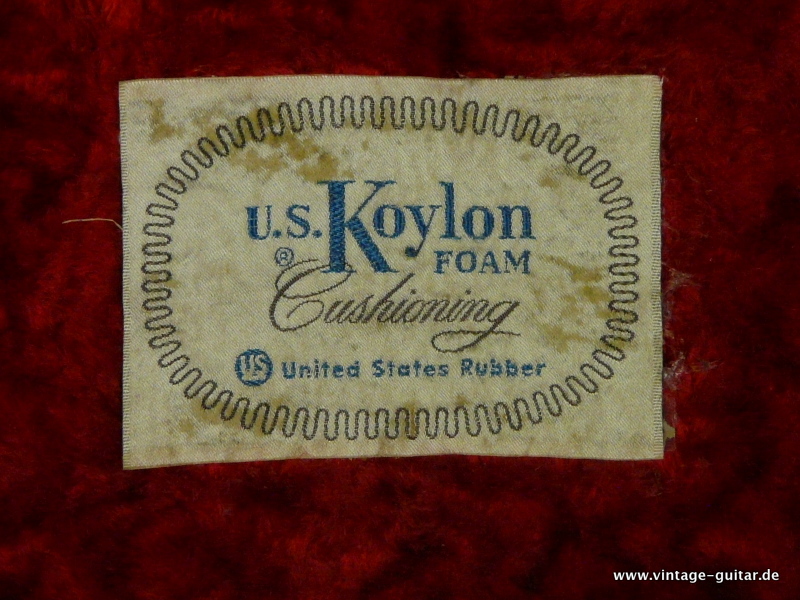 U.S. Koylon
® FOAM
Cushioning
US United States Rubber
www.vintage-guitar.de